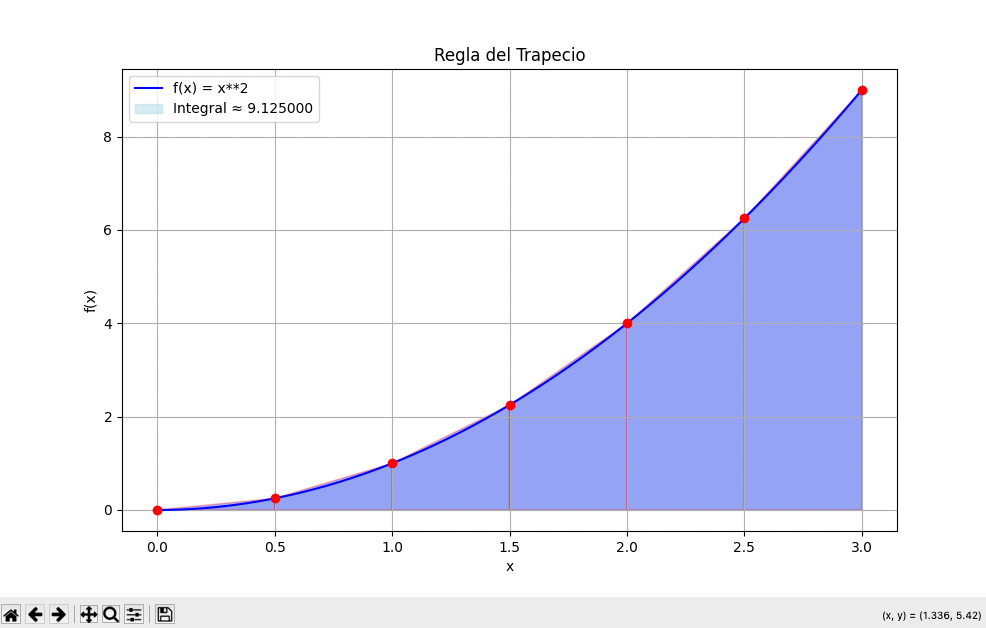 Regla del Trapecio
f(x) = x**2
Integral ≈ 9.125000
f(x)
8
6
4
2
0
0.0 0.5 1.0 1.5 2.0 2.5 3.0
x
(x, y) = (1.336, 5.42)